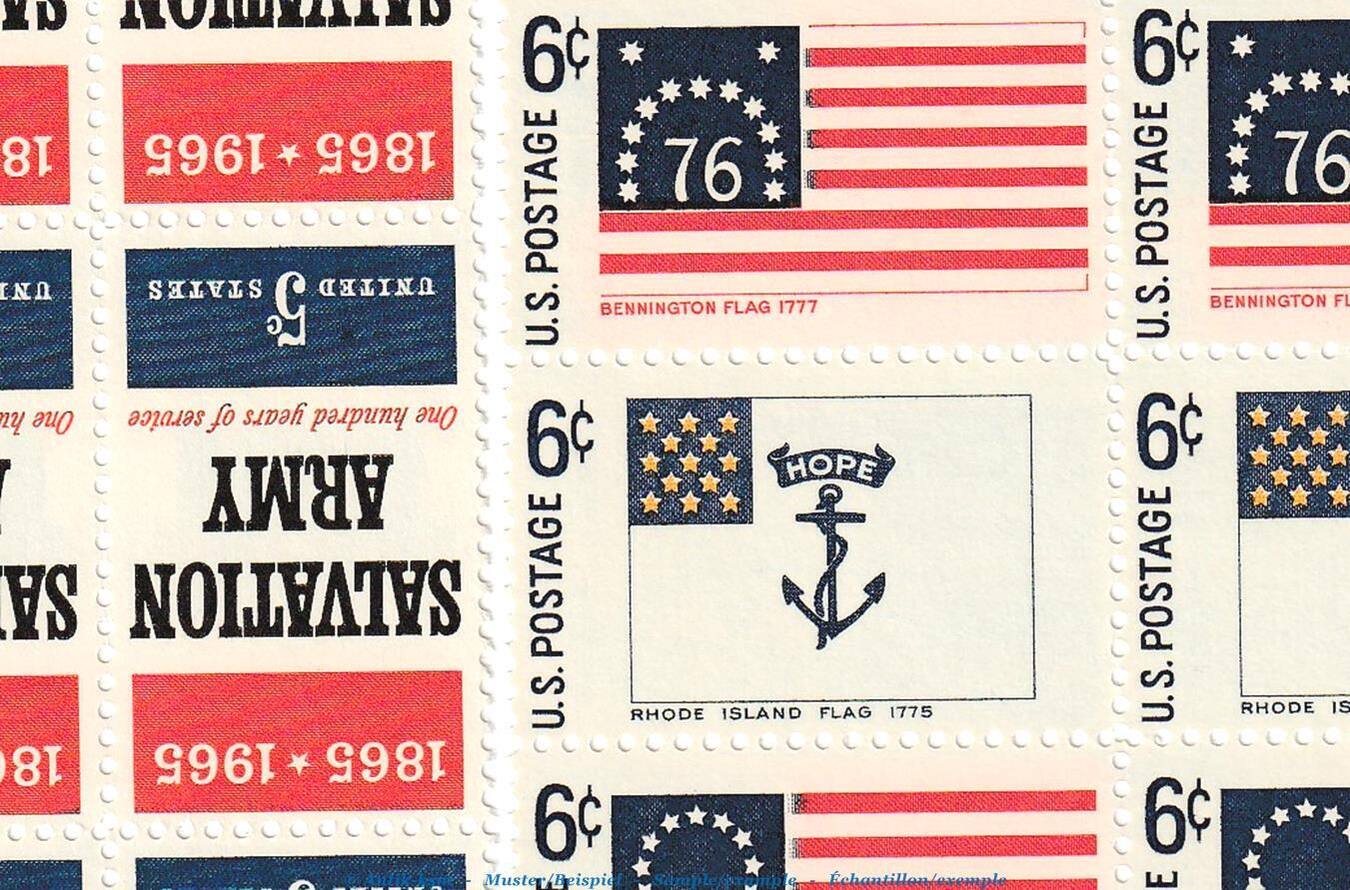 SALVATION
1865 ★ 1965
UNITED 5c STATES
One hundred years of service
ARMY
SALVATION
1865 ★ 1965
6¢
U.S. POSTAGE
76
BENNINGTON FLAG 1777
6¢
U.S. POSTAGE
HOPE
RHODE ISLAND FLAG 1775
6¢
6¢
U.S. POSTAGE
76
BENNINGTON FL
6¢
U.S. POSTAGE
RHODE IS
6¢
- Muster/Beispiel - Sample/example - Échantillon/exemple